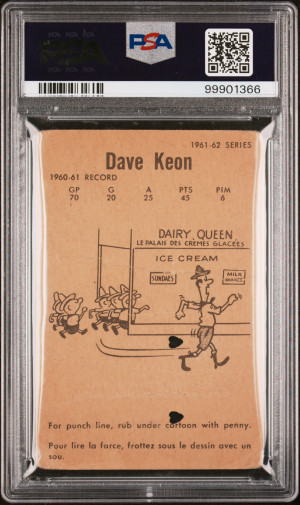 PSA
99901366
1961-62 SERIES
Dave Keon
1960-61 RECORD
GP G A PTS PIM
70 20 25 45 6
DAIRY QUEEN
LE PALAIS DES CRÈMES GLACÉES
ICE CREAM
SUNDAES
MILK SHAKES
For punch line, rub under cartoon with penny.
Pour lire la farce, frottez sous le dessin avec un
sou.